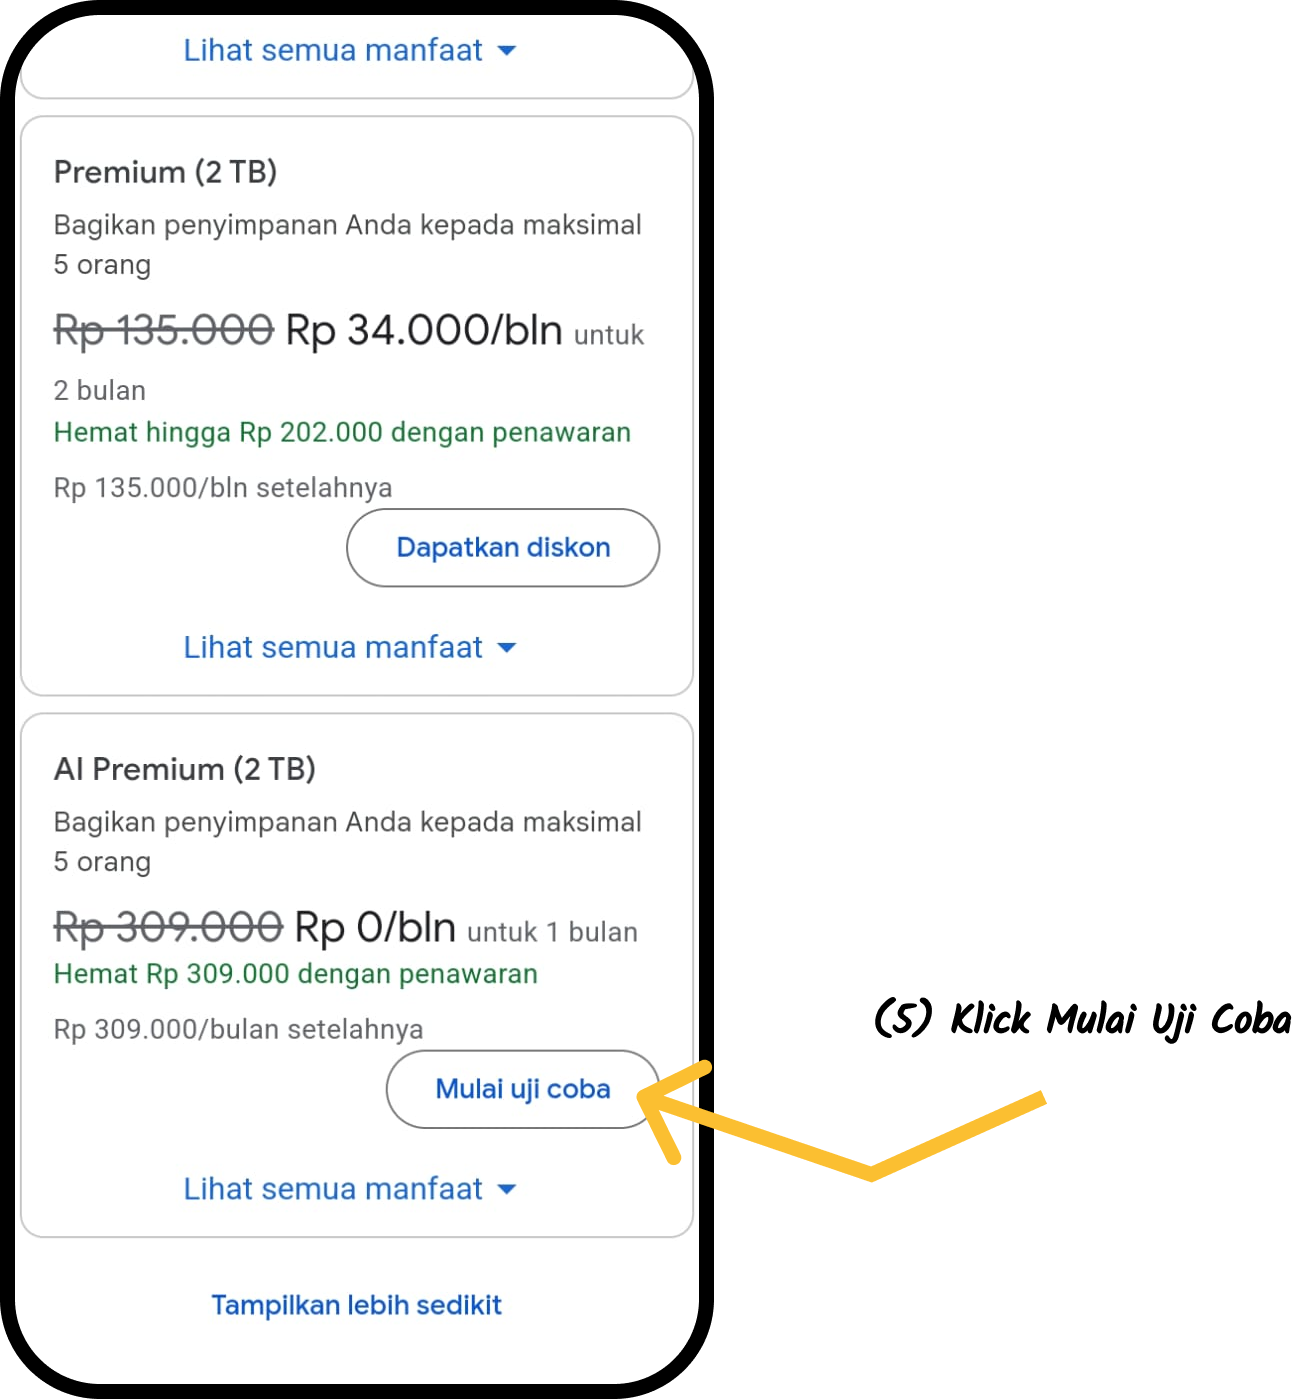 Lihat semua manfaat
Premium (2 TB)
Bagikan penyimpanan Anda kepada maksimal
5 orang
Rp 135.000 Rp 34.000/bln untuk
2 bulan
Hemat hingga Rp 202.000 dengan penawaran
Rp 135.000/bln setelahnya
Dapatkan diskon
Lihat semua manfaat
AI Premium (2 TB)
Bagikan penyimpanan Anda kepada maksimal
5 orang
Rp 309.000 Rp 0/bln untuk 1 bulan
Hemat Rp 309.000 dengan penawaran
Rp 309.000/bulan setelahnya
(5) Klick Mulai Uji Coba
Mulai uji coba
Lihat semua manfaat
Tampilkan lebih sedikit